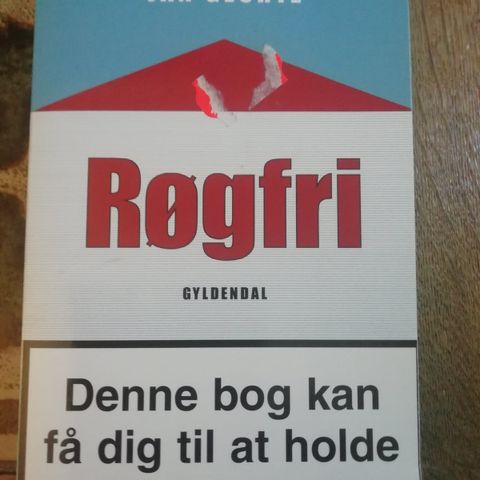 Røgfri
GYLDENDAL
Denne bog kan
få dig til at holde